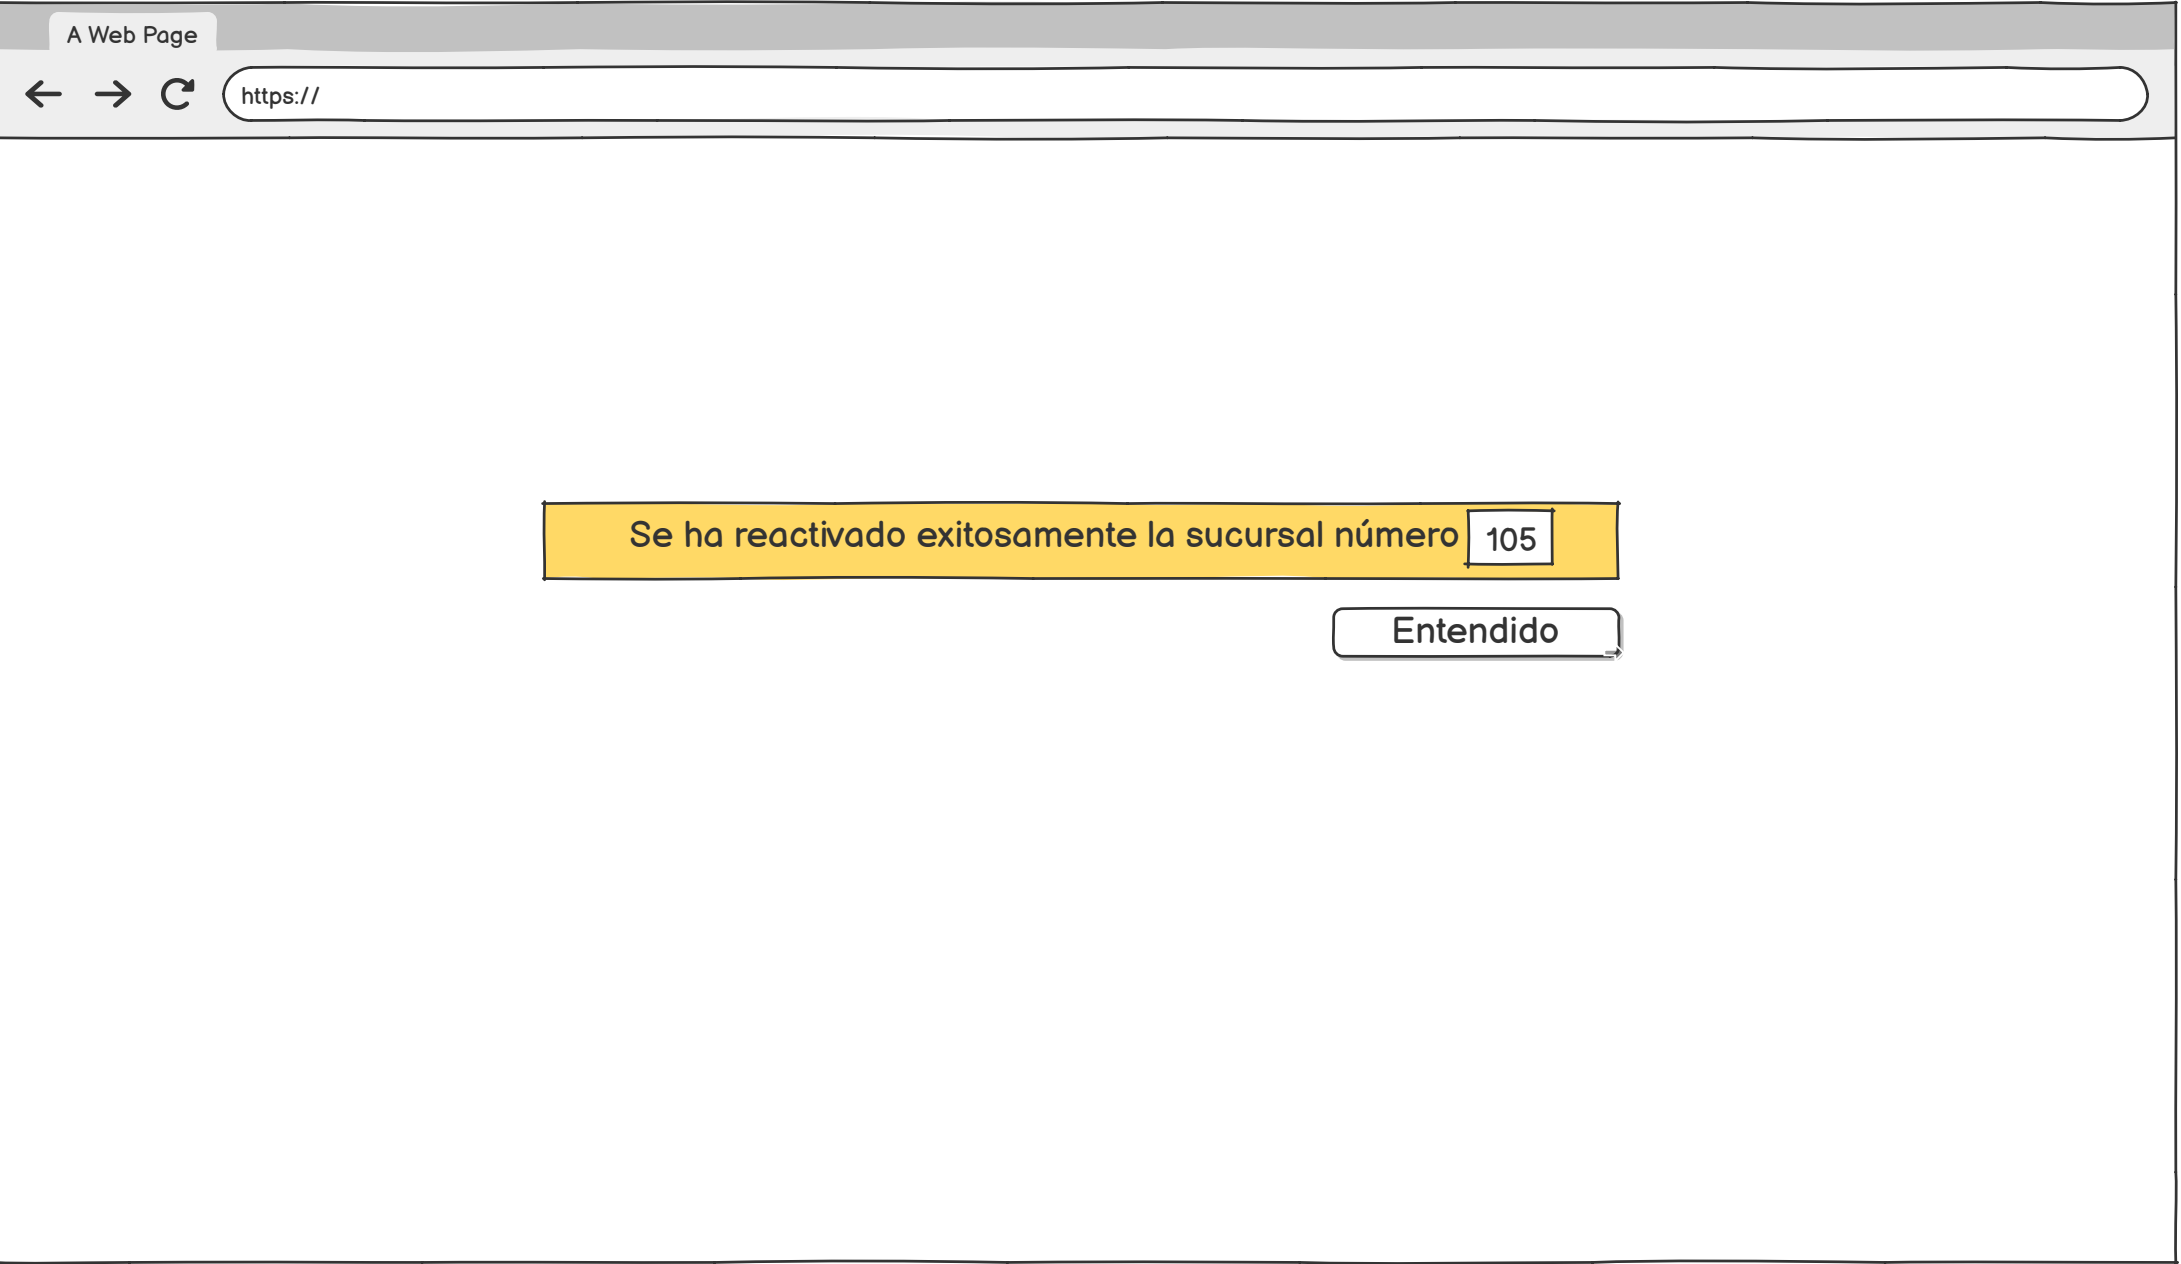 A Web Page
https://
Se ha reactivado exitosamente la sucursal número 105
Entendido